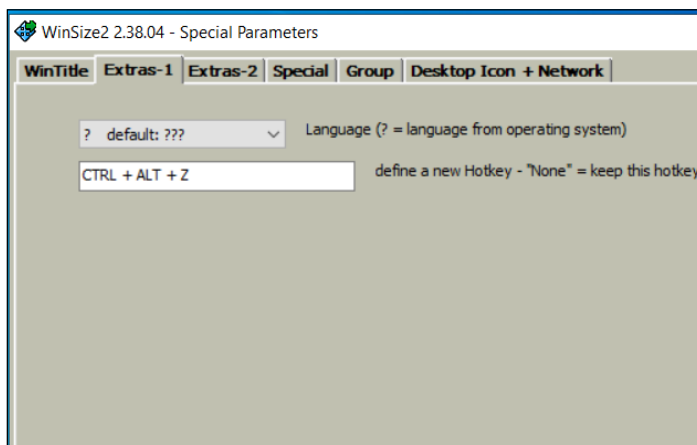 WinSize2 2.38.04 - Special Parameters
WinTitle Extras-1 Extras-2 Special Group Desktop Icon + Network
? default: ??? Language (? = language from operating system)
CTRL + ALT + Z define a new Hotkey - "None" = keep this hotkey